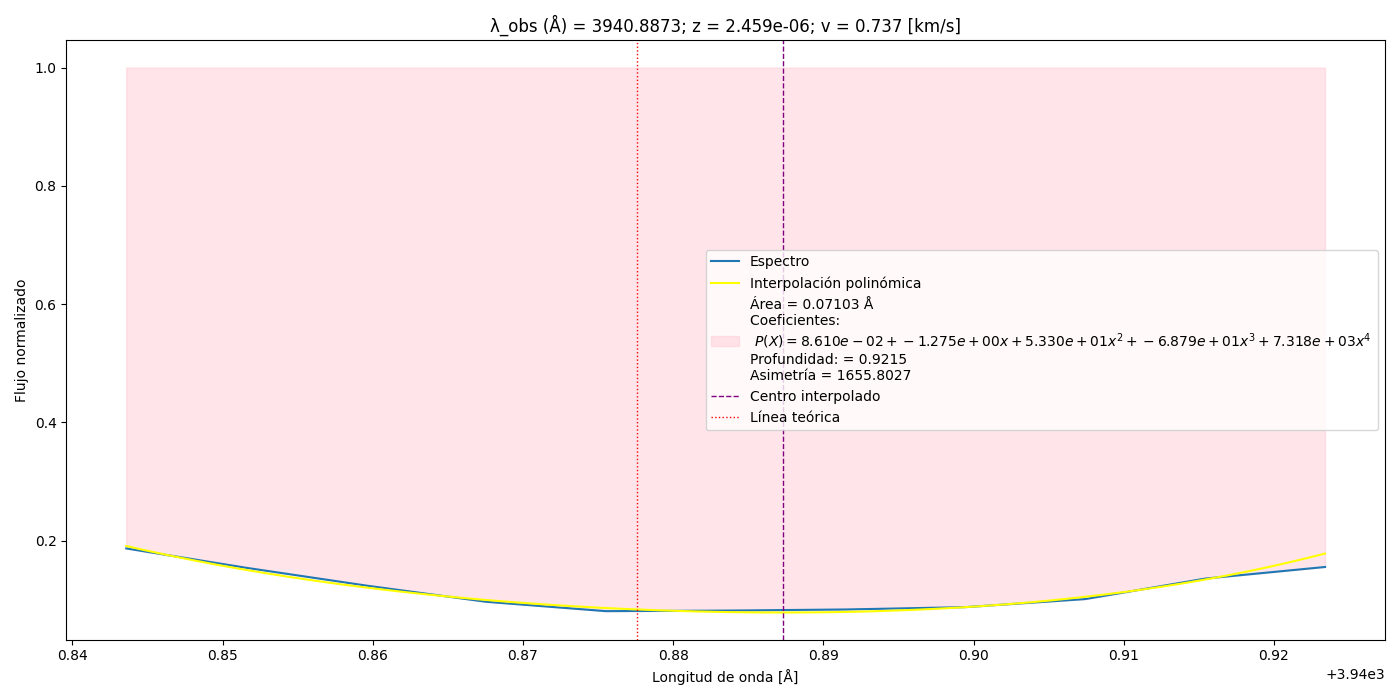 λ_obs (Å) = 3940.8873; z = 2.459e-06; v = 0.737 [km/s]
Flujo normalizado
1.0
0.8
0.6
0.4
0.2
Espectro
Interpolación polinómica
Área = 0.07103 Å
Coeficientes:
P(X) = 8.610e − 02 + −1.275e + 00x + 5.330e + 01x² + −6.879e + 01x³ + 7.318e + 03x⁴
Profundidad: = 0.9215
Asimetría = 1655.8027
Centro interpolado
Línea teórica
0.84 0.85 0.86 0.87 0.88 0.89 0.90 0.91 0.92
+3.94e3
Longitud de onda [Å]